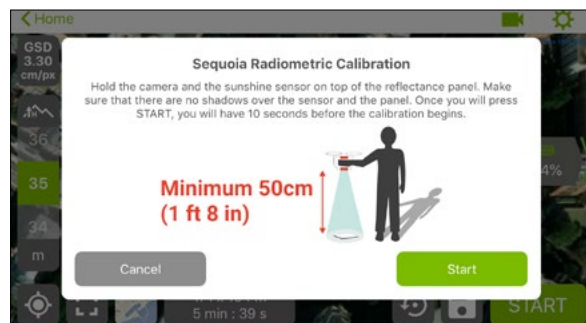 Home
GSD
3.30
cm/px
Sequoia Radiometric Calibration
Hold the camera and the sunshine sensor on top of the reflectance panel. Make
sure that there are no shadows over the sensor and the panel. Once you will press
START, you will have 10 seconds before the calibration begins.
36
35
34
m
4%
Minimum 50cm
(1 ft 8 in)
Cancel
Start
5 min : 39 s
START